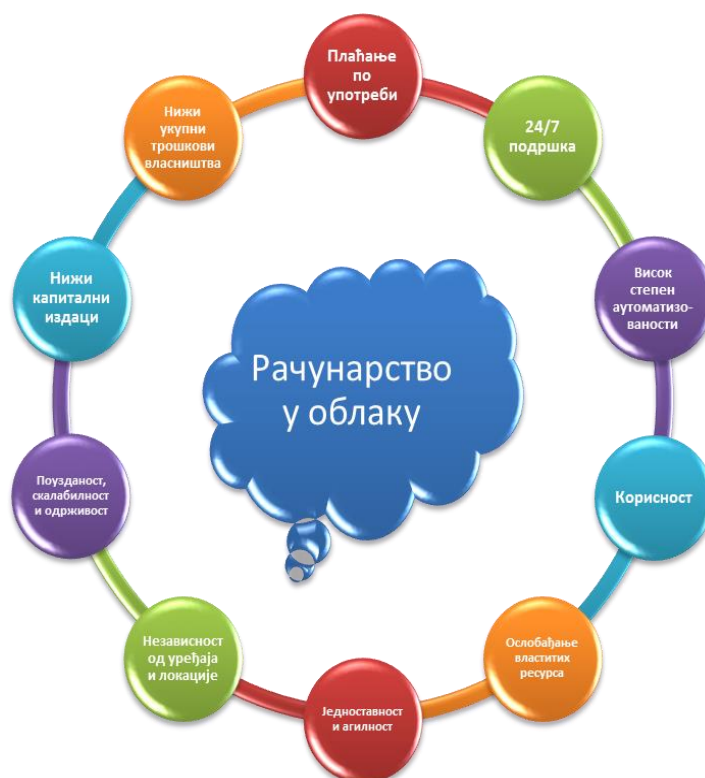 Плаћање
по
употреби
24/7
подршка
Висок
степен
аутоматизо-
ваности
Корисност
Ослобађање
властитих
ресурса
Једноставност
и агилност
Независност
од уређаја
и локације
Поузданост,
скалабилност
и одрживост
Нижи
капитални
издаци
Нижи
укупни
трошкови
власништва
Рачунарство
у облаку